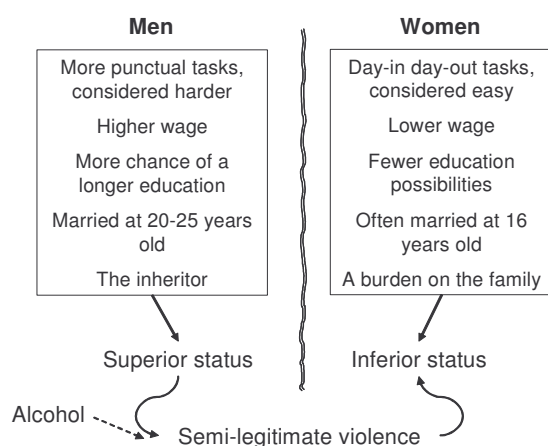 Men
More punctual tasks,
considered harder
Higher wage
More chance of a
longer education
Married at 20-25 years
old
The inheritor
Superior status
Women
Day-in day-out tasks,
considered easy
Lower wage
Fewer education
possibilities
Often married at 16
years old
A burden on the family
Inferior status
Alcohol
Semi-legitimate violence